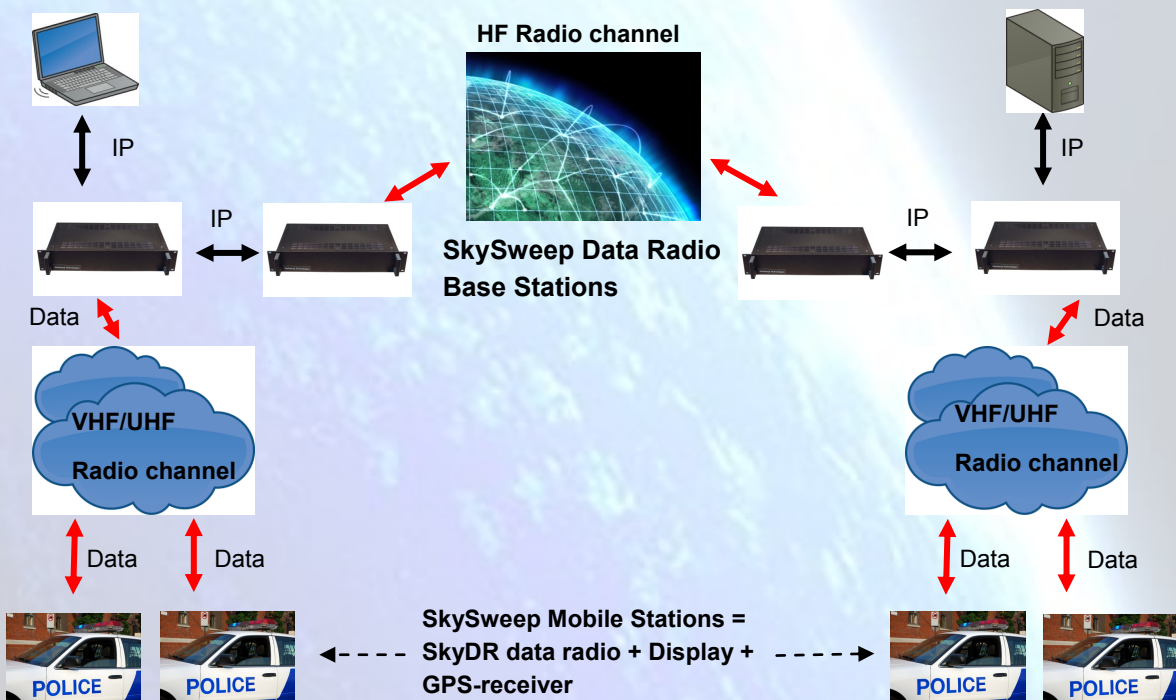 HF Radio channel
IP
IP
IP
IP
SkySweep Data Radio
Base Stations
Data
Data
VHF/UHF
Radio channel
VHF/UHF
Radio channel
Data
Data
Data
Data
SkySweep Mobile Stations =
SkyDR data radio + Display +
GPS-receiver
POLICE
POLICE
POLICE
POLICE